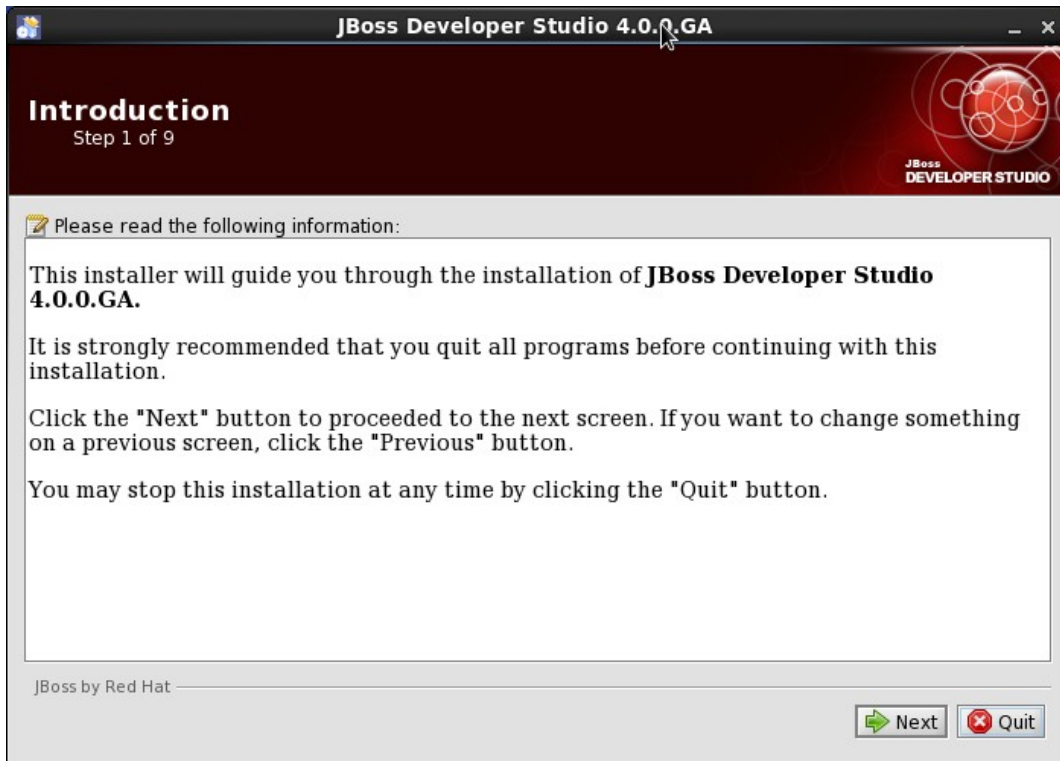 JBoss Developer Studio 4.0.0.GA
Introduction
Step 1 of 9
JBoss
DEVELOPER STUDIO
Please read the following information:
This installer will guide you through the installation of JBoss Developer Studio
4.0.0.GA.
It is strongly recommended that you quit all programs before continuing with this
installation.
Click the "Next" button to proceeded to the next screen. If you want to change something
on a previous screen, click the "Previous" button.
You may stop this installation at any time by clicking the "Quit" button.
JBoss by Red Hat
Next
Quit